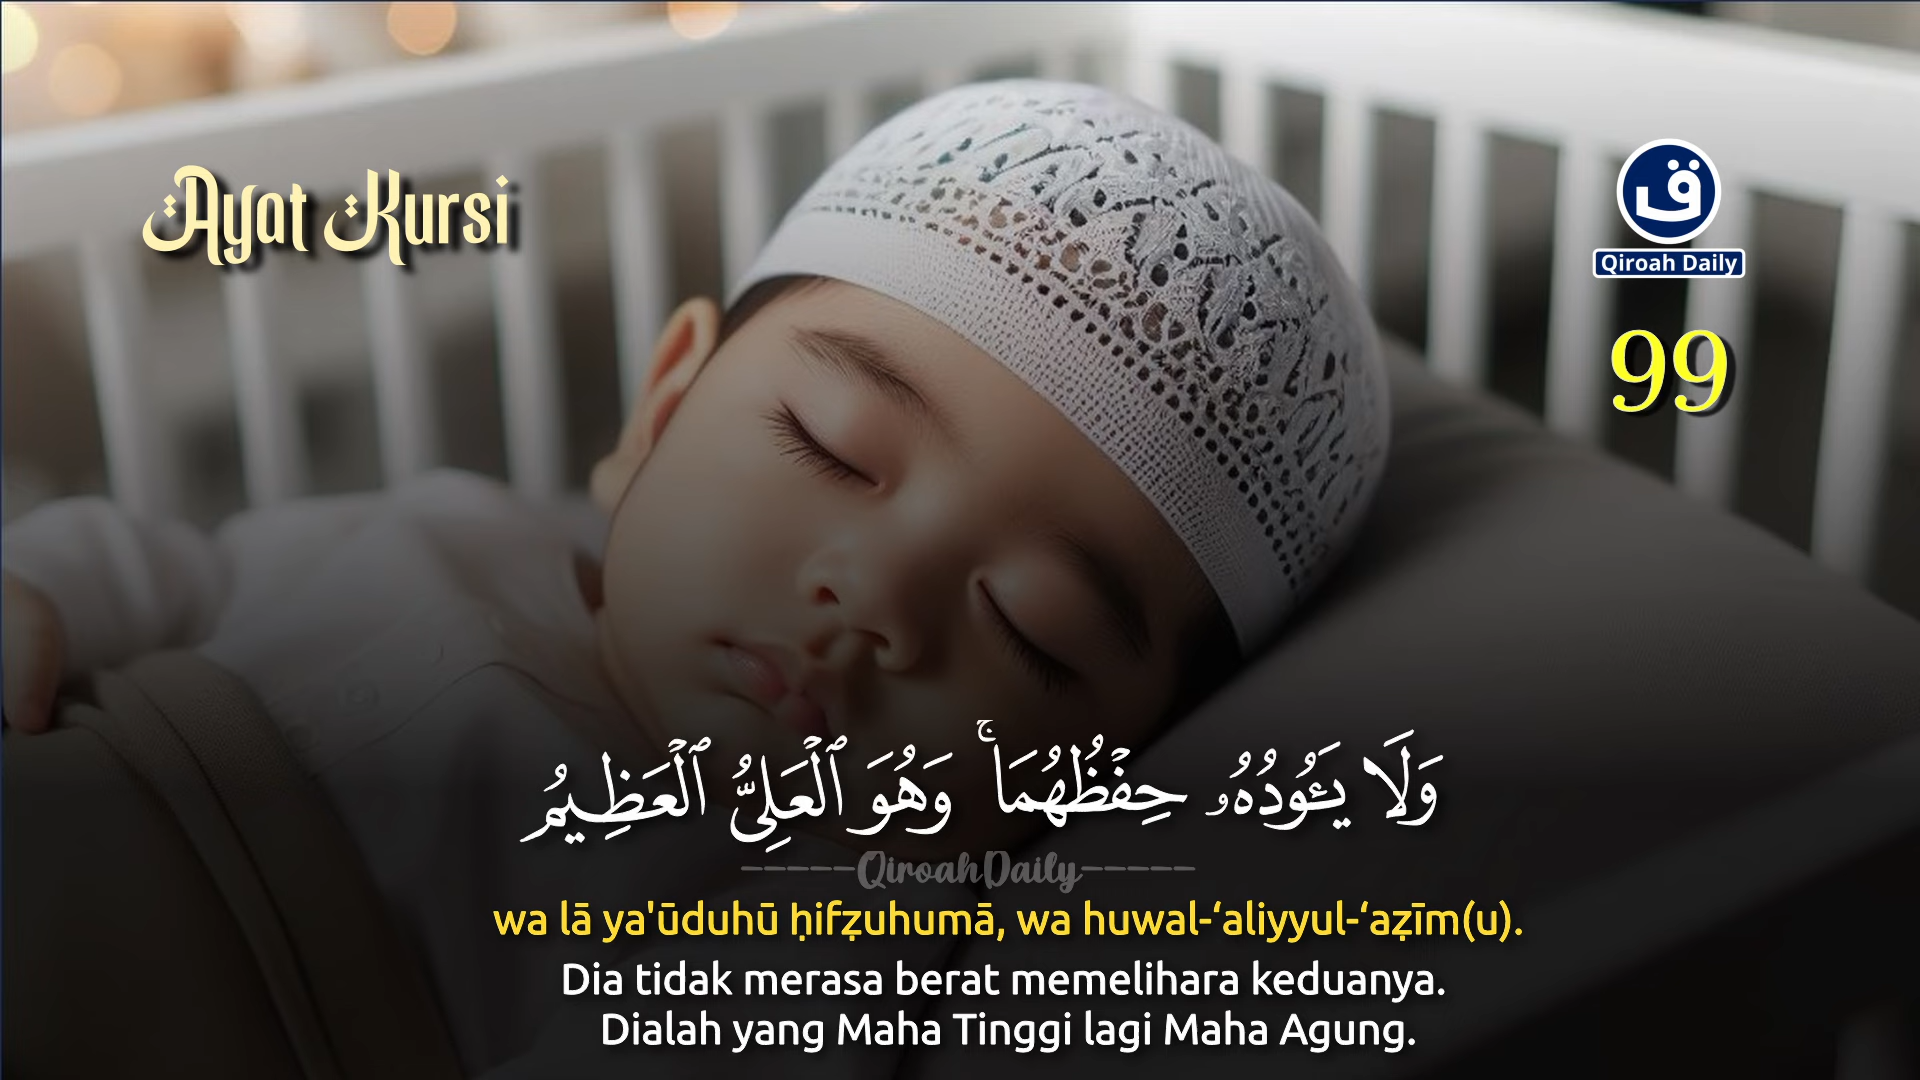 Ayat Kursi
ق
Qiroah Daily
99
وَلَا يَـُٔودُهُۥ حِفْظُهُمَا ۚ وَهُوَ ٱلْعَلِىُّ ٱلْعَظِيمُ
-----QiroahDaily-----
wa lā ya'ūduhū ḥifẓuhumā, wa huwal-‘aliyyul-‘aẓīm(u).
Dia tidak merasa berat memelihara keduanya.
Dialah yang Maha Tinggi lagi Maha Agung.